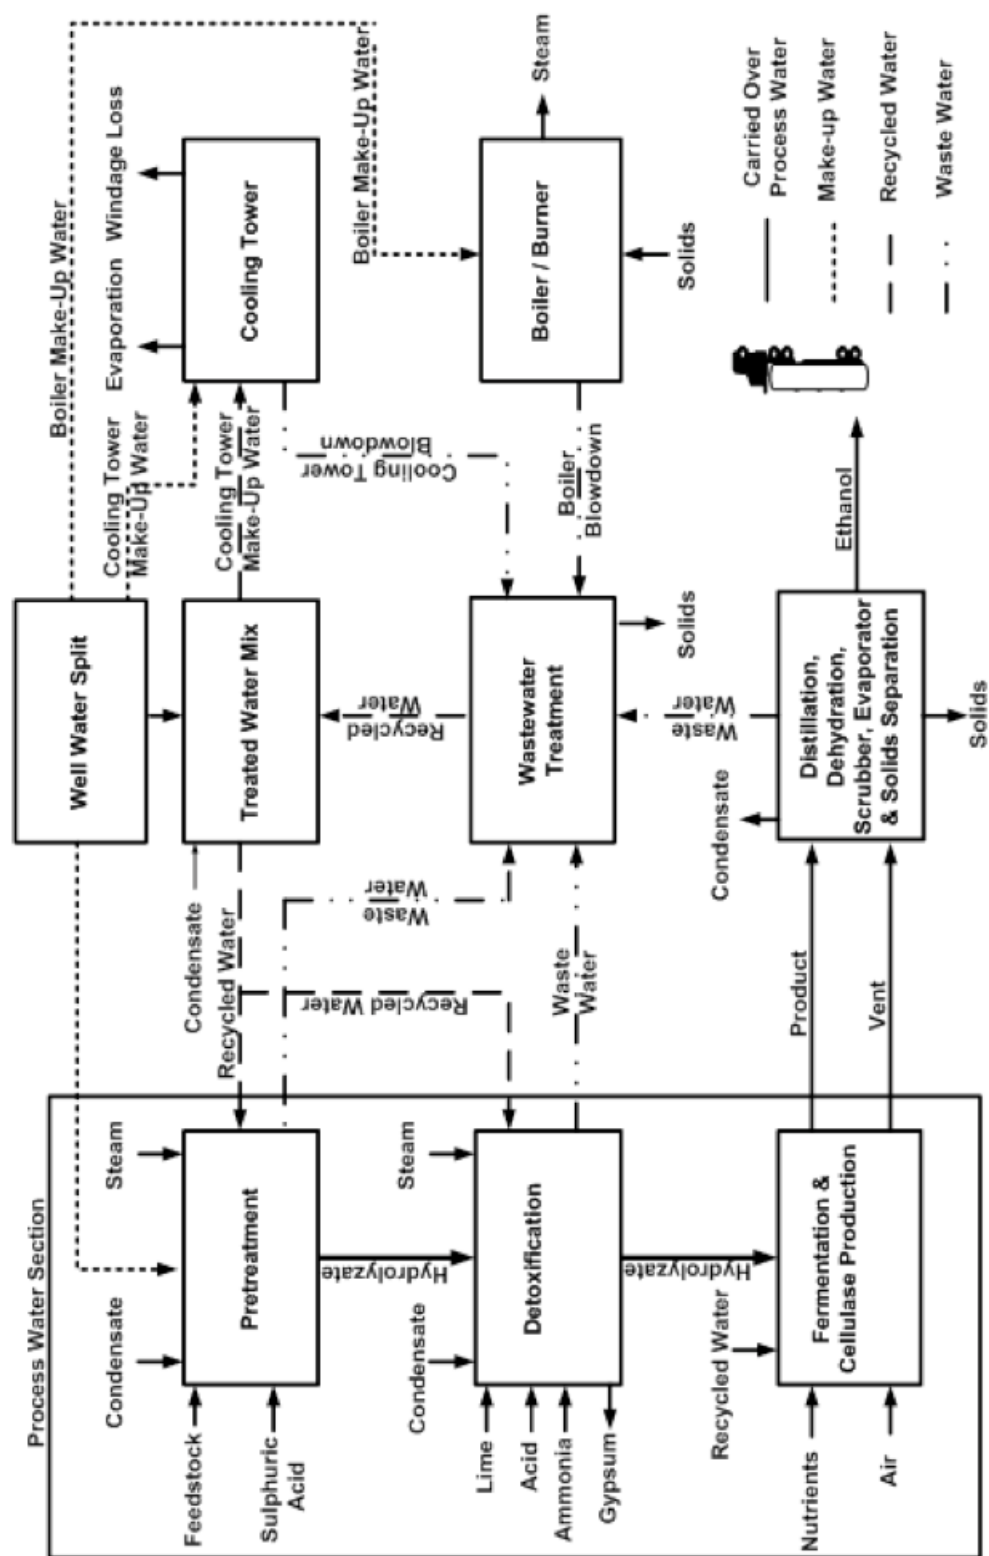 Process Water Section
Condensate
Steam
Feedstock
Sulphuric
Acid
Pretreatment
Hydrolyzate
Condensate
Steam
Lime
Acid
Ammonia
Gypsum
Detoxification
Hydrolyzate
Recycled Water
Nutrients
Air
Fermentation &
Cellulase Production
Condensate
Recycled Water
Waste
Water
Recycled Water
Waste
Water
Product
Vent
Well Water Split
Treated Water Mix
Recycled
Water
Wastewater
Treatment
Solids
Waste
Water
Condensate
Distillation,
Dehydration,
Scrubber, Evaporator
& Solids Separation
Solids
Boiler Make-Up Water
Cooling Tower
Make-Up Water
Cooling Tower
Make-Up Water
Evaporation
Windage Loss
Cooling Tower
Cooling Tower
Blowdown
Boiler Make-Up Water
Boiler / Burner
Steam
Solids
Boiler
Blowdown
Ethanol
Carried Over
Process Water
Make-up Water
Recycled Water
Waste Water